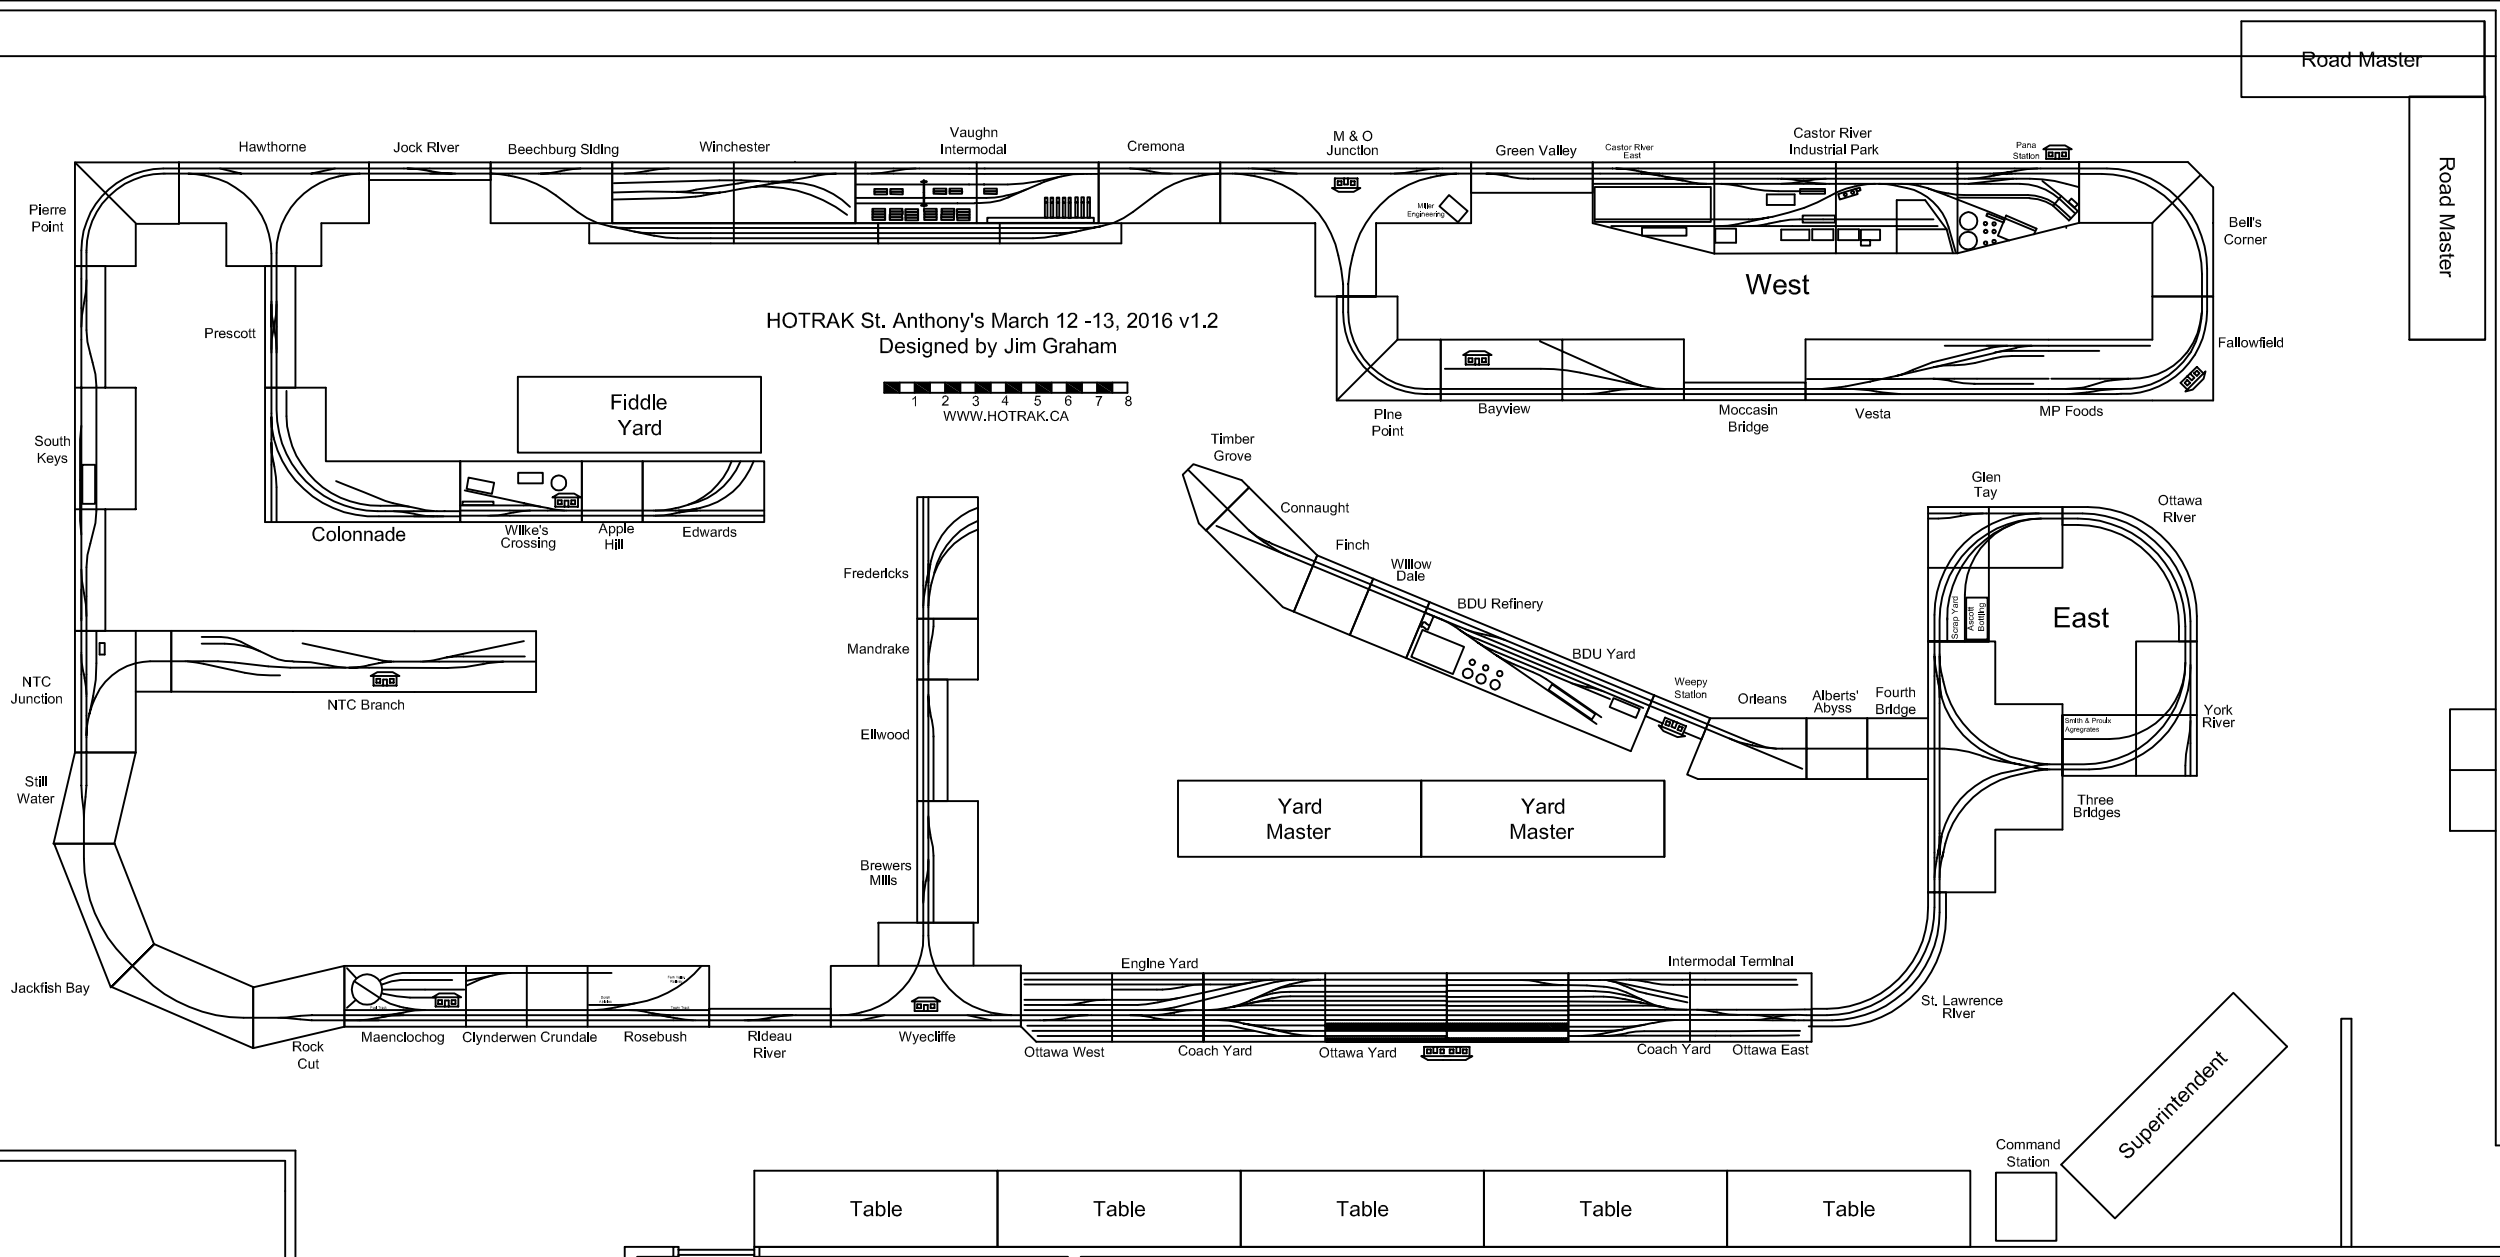 Road Master
Road Master
Hawthorne
Jock River
Beechburg Siding
Winchester
Vaughn
Intermodal
Cremona
M & O
Junction
Green Valley
Castor River
East
Castor River
Industrial Park
Pana
Station
Pierre
Point
Miller
Engineering
Bell's
Corner
West
Prescott
HOTRAK St. Anthony's March 12 -13, 2016 v1.2
Designed by Jim Graham
1 2 3 4 5 6 7 8
WWW.HOTRAK.CA
Fallowfield
Fiddle
Yard
Pine
Point
Bayview
Moccasin
Bridge
Vesta
MP Foods
South
Keys
Timber
Grove
Connaught
Finch
Willow
Dale
BDU Refinery
BDU Yard
Weepy
Station
Orleans
Alberts'
Abyss
Fourth
Bridge
Glen
Tay
Ottawa
River
Colonnade
Wilke's
Crossing
Apple
Hill
Edwards
Fredericks
Scrap Yard
Ascott
Bottling
East
Mandrake
NTC
Junction
NTC Branch
Ellwood
Smith & Proulx
Agregrates
York
River
Still
Water
Yard
Master
Yard
Master
Three
Bridges
Brewers
Mills
Jackfish Bay
Engine Yard
Intermodal Terminal
St. Lawrence
River
Rock
Cut
Maenclochog
Clynderwen
Crundale
Rosebush
Rideau
River
Wyecliffe
Ottawa West
Coach Yard
Ottawa Yard
Coach Yard
Ottawa East
Superintendent
Command
Station
Table
Table
Table
Table
Table